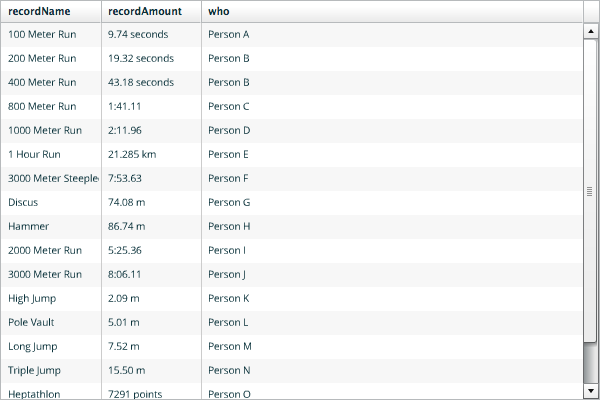 recordName recordAmount who
100 Meter Run 9.74 seconds Person A
200 Meter Run 19.32 seconds Person B
400 Meter Run 43.18 seconds Person B
800 Meter Run 1:41.11 Person C
1000 Meter Run 2:11.96 Person D
1 Hour Run 21.285 km Person E
3000 Meter Steeple 7:53.63 Person F
Discus 74.08 m Person G
Hammer 86.74 m Person H
2000 Meter Run 5:25.36 Person I
3000 Meter Run 8:06.11 Person J
High Jump 2.09 m Person K
Pole Vault 5.01 m Person L
Long Jump 7.52 m Person M
Triple Jump 15.50 m Person N
Heptathlon 7291 points Person O